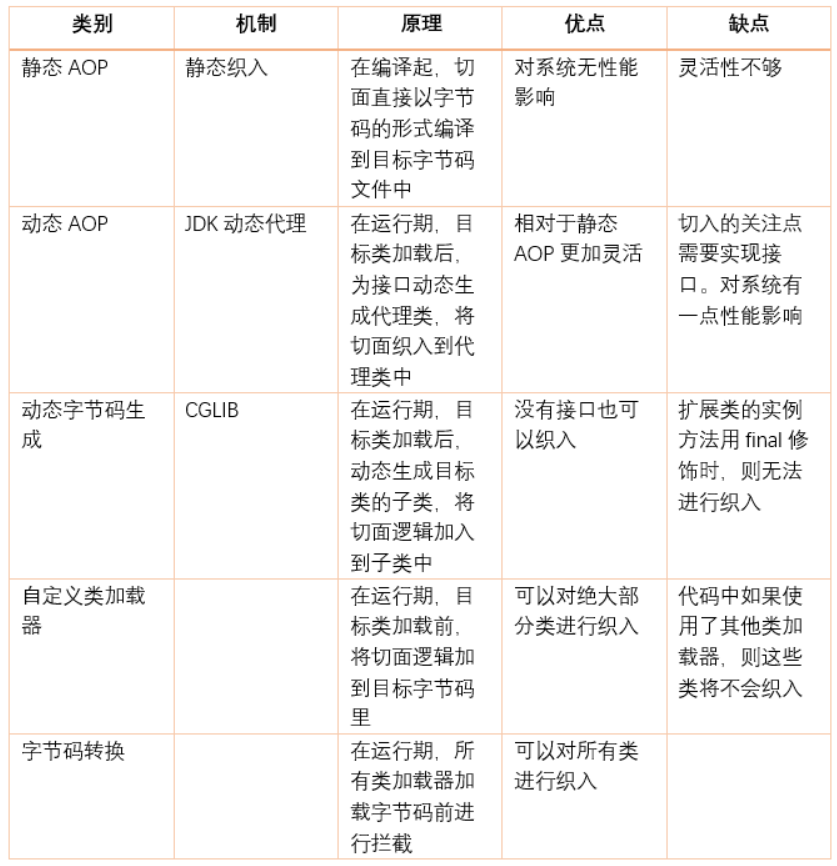 类别
机制
原理
优点
缺点
静态 AOP
静态织入
在编译起，切
面直接以字节
码的形式编译
到目标字节码
文件中
对系统无性能
影响
灵活性不够
动态 AOP
JDK 动态代理
在运行期，目
标类加载后，
为接口动态生
成代理类，将
切面织入到代
理类中
相对于静态
AOP 更加灵活
切入的关注点
需要实现接
口。对系统有
一点性能影响
动态字节码生
成
CGLIB
在运行期，目
标类加载后，
动态生成目标
类的子类，将
切面逻辑加入
到子类中
没有接口也可
以织入
扩展类的实例
方法用 final 修
饰时，则无法
进行织入
自定义类加载
器
在运行期，目
标类加载前，
将切面逻辑加
到目标字节码
里
可以对绝大部
分类进行织入
代码中如果使
用了其他类加
载器，则这些
类将不会织入
字节码转换
在运行期，所
有类加载器加
载字节码前进
行拦截
可以对所有类
进行织入